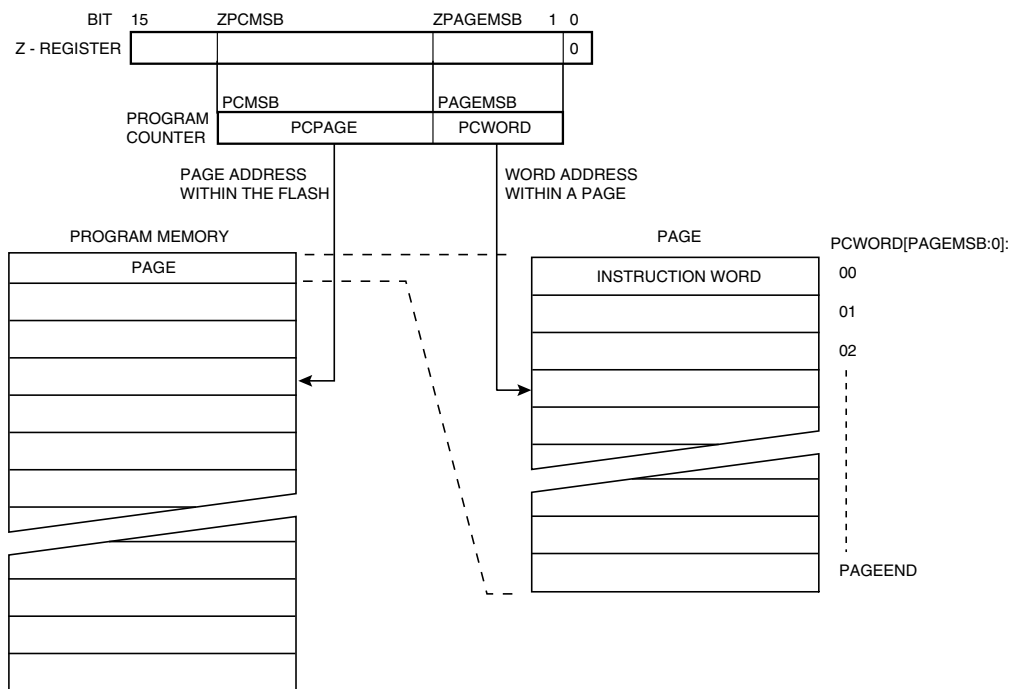 BIT 15 ZPCMSB ZPAGEMSB 1 0
Z - REGISTER 0
PCMSB PAGEMSB
PROGRAM
COUNTER
PCPAGE PCWORD
PAGE ADDRESS
WITHIN THE FLASH
WORD ADDRESS
WITHIN A PAGE
PROGRAM MEMORY
PAGE
PAGE
INSTRUCTION WORD
PCWORD[PAGEMSB:0]:
00
01
02
PAGEEND